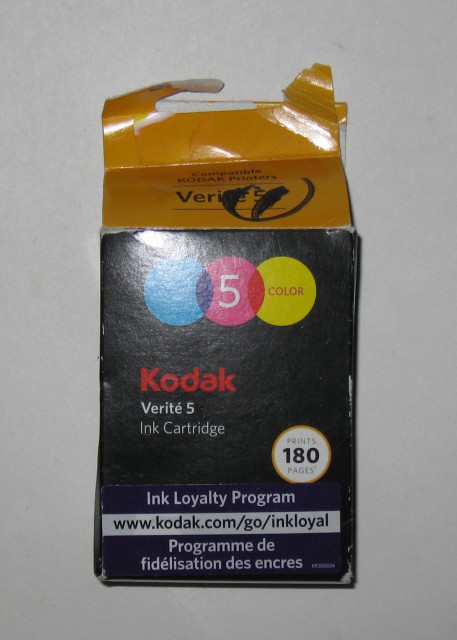 Compatible
KODAK Printers
Verité 5
5
COLOR
Kodak
Verité 5
Ink Cartridge
PRINTS
180
PAGES
Ink Loyalty Program
www.kodak.com/go/inkloyal
Programme de
fidélisation des encres